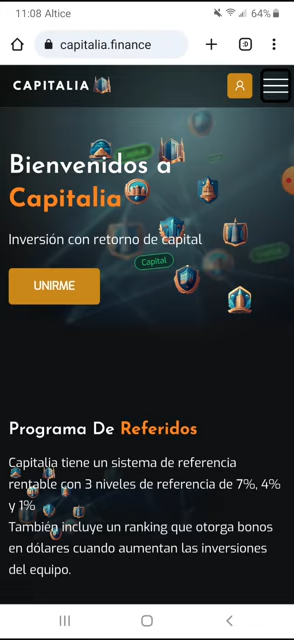 11:08 Altice 64%
capitalia.finance
CAPITALIA
Bienvenidos a
Capitalia
Inversión con retorno de capital
Capital
UNIRME
Programa De Referidos
Capitalia tiene un sistema de referencia
rentable con 3 niveles de referencia de 7%, 4%
y 1%
También incluye un ranking que otorga bonos
en dólares cuando aumentan las inversiones
del equipo.